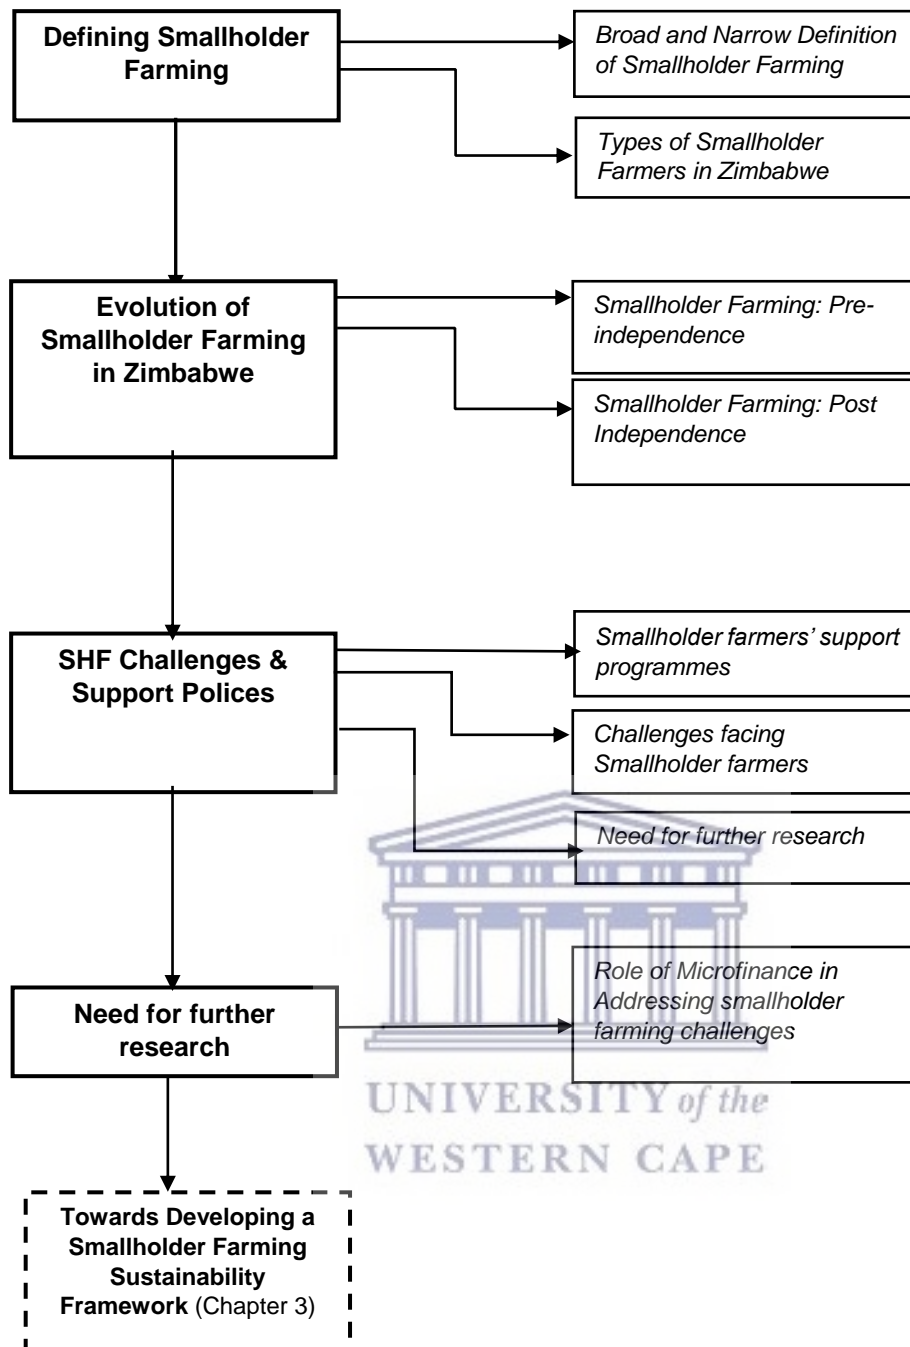 Defining Smallholder
Farming
Broad and Narrow Definition
of Smallholder Farming
Types of Smallholder
Farmers in Zimbabwe
Evolution of
Smallholder Farming
in Zimbabwe
Smallholder Farming: Pre-
independence
Smallholder Farming: Post
Independence
SHF Challenges &
Support Polices
Smallholder farmers' support
programmes
Challenges facing
Smallholder farmers
Need for further research
Need for further
research
Role of Microfinance in
Addressing smallholder
farming challenges
UNIVERSITY of the
WESTERN CAPE
Towards Developing a
Smallholder Farming
Sustainability
Framework (Chapter 3)